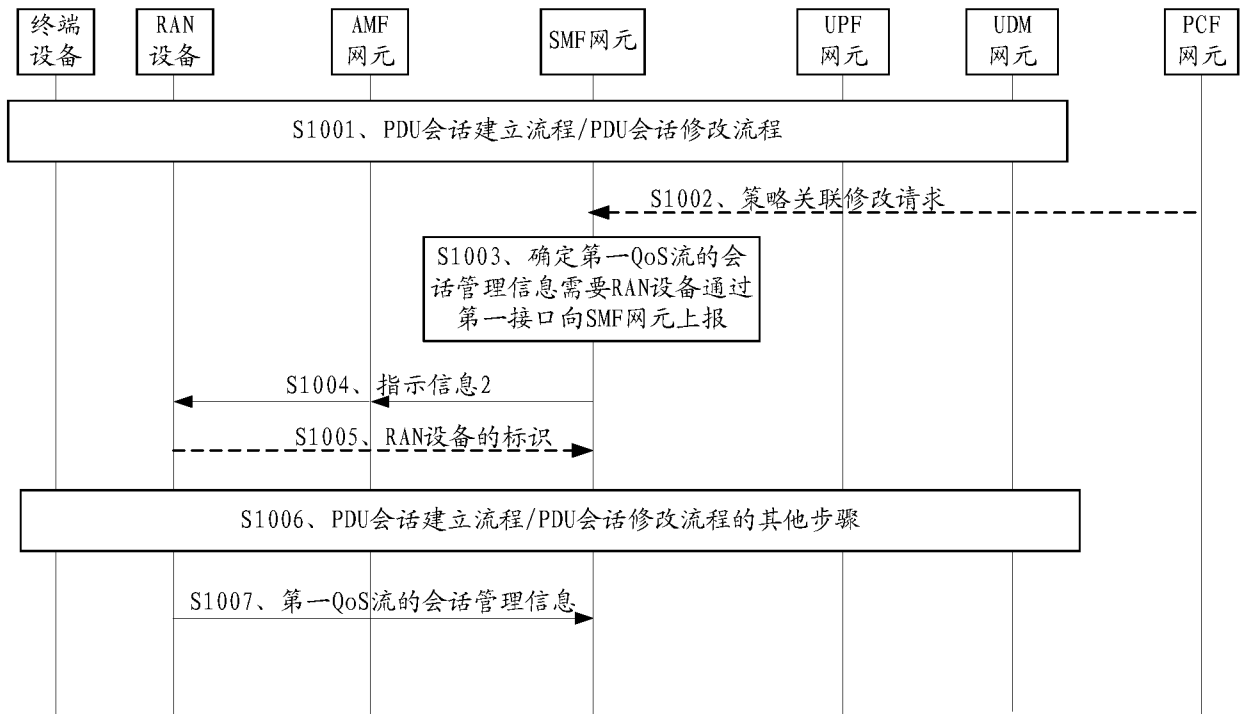 终端
设备
RAN
设备
AMF
网元
SMF网元
UPF
网元
UDM
网元
PCF
网元
S1001、PDU会话建立流程/PDU会话修改流程
S1002、策略关联修改请求
S1003、确定第一QoS流的会
话管理信息需要RAN设备通过
第一接口向SMF网元上报
S1004、指示信息2
S1005、RAN设备的标识
S1006、PDU会话建立流程/PDU会话修改流程的其他步骤
S1007、第一QoS流的会话管理信息